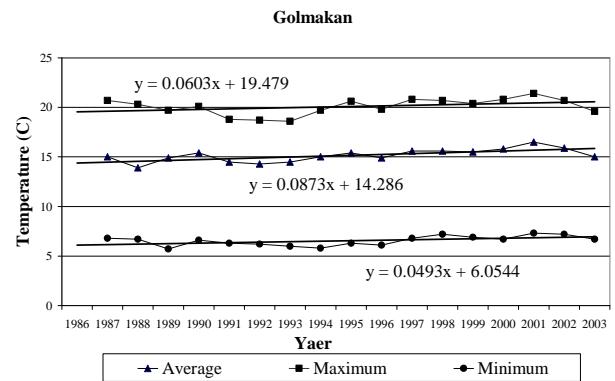 Golmakan
25
20
15
10
5
0
Temperature (C)
y = 0.0603x + 19.479
y = 0.0873x + 14.286
y = 0.0493x + 6.0544
1986 1987 1988 1989 1990 1991 1992 1993 1994 1995 1996 1997 1998 1999 2000 2001 2002 2003
Yaer
Average Maximum Minimum